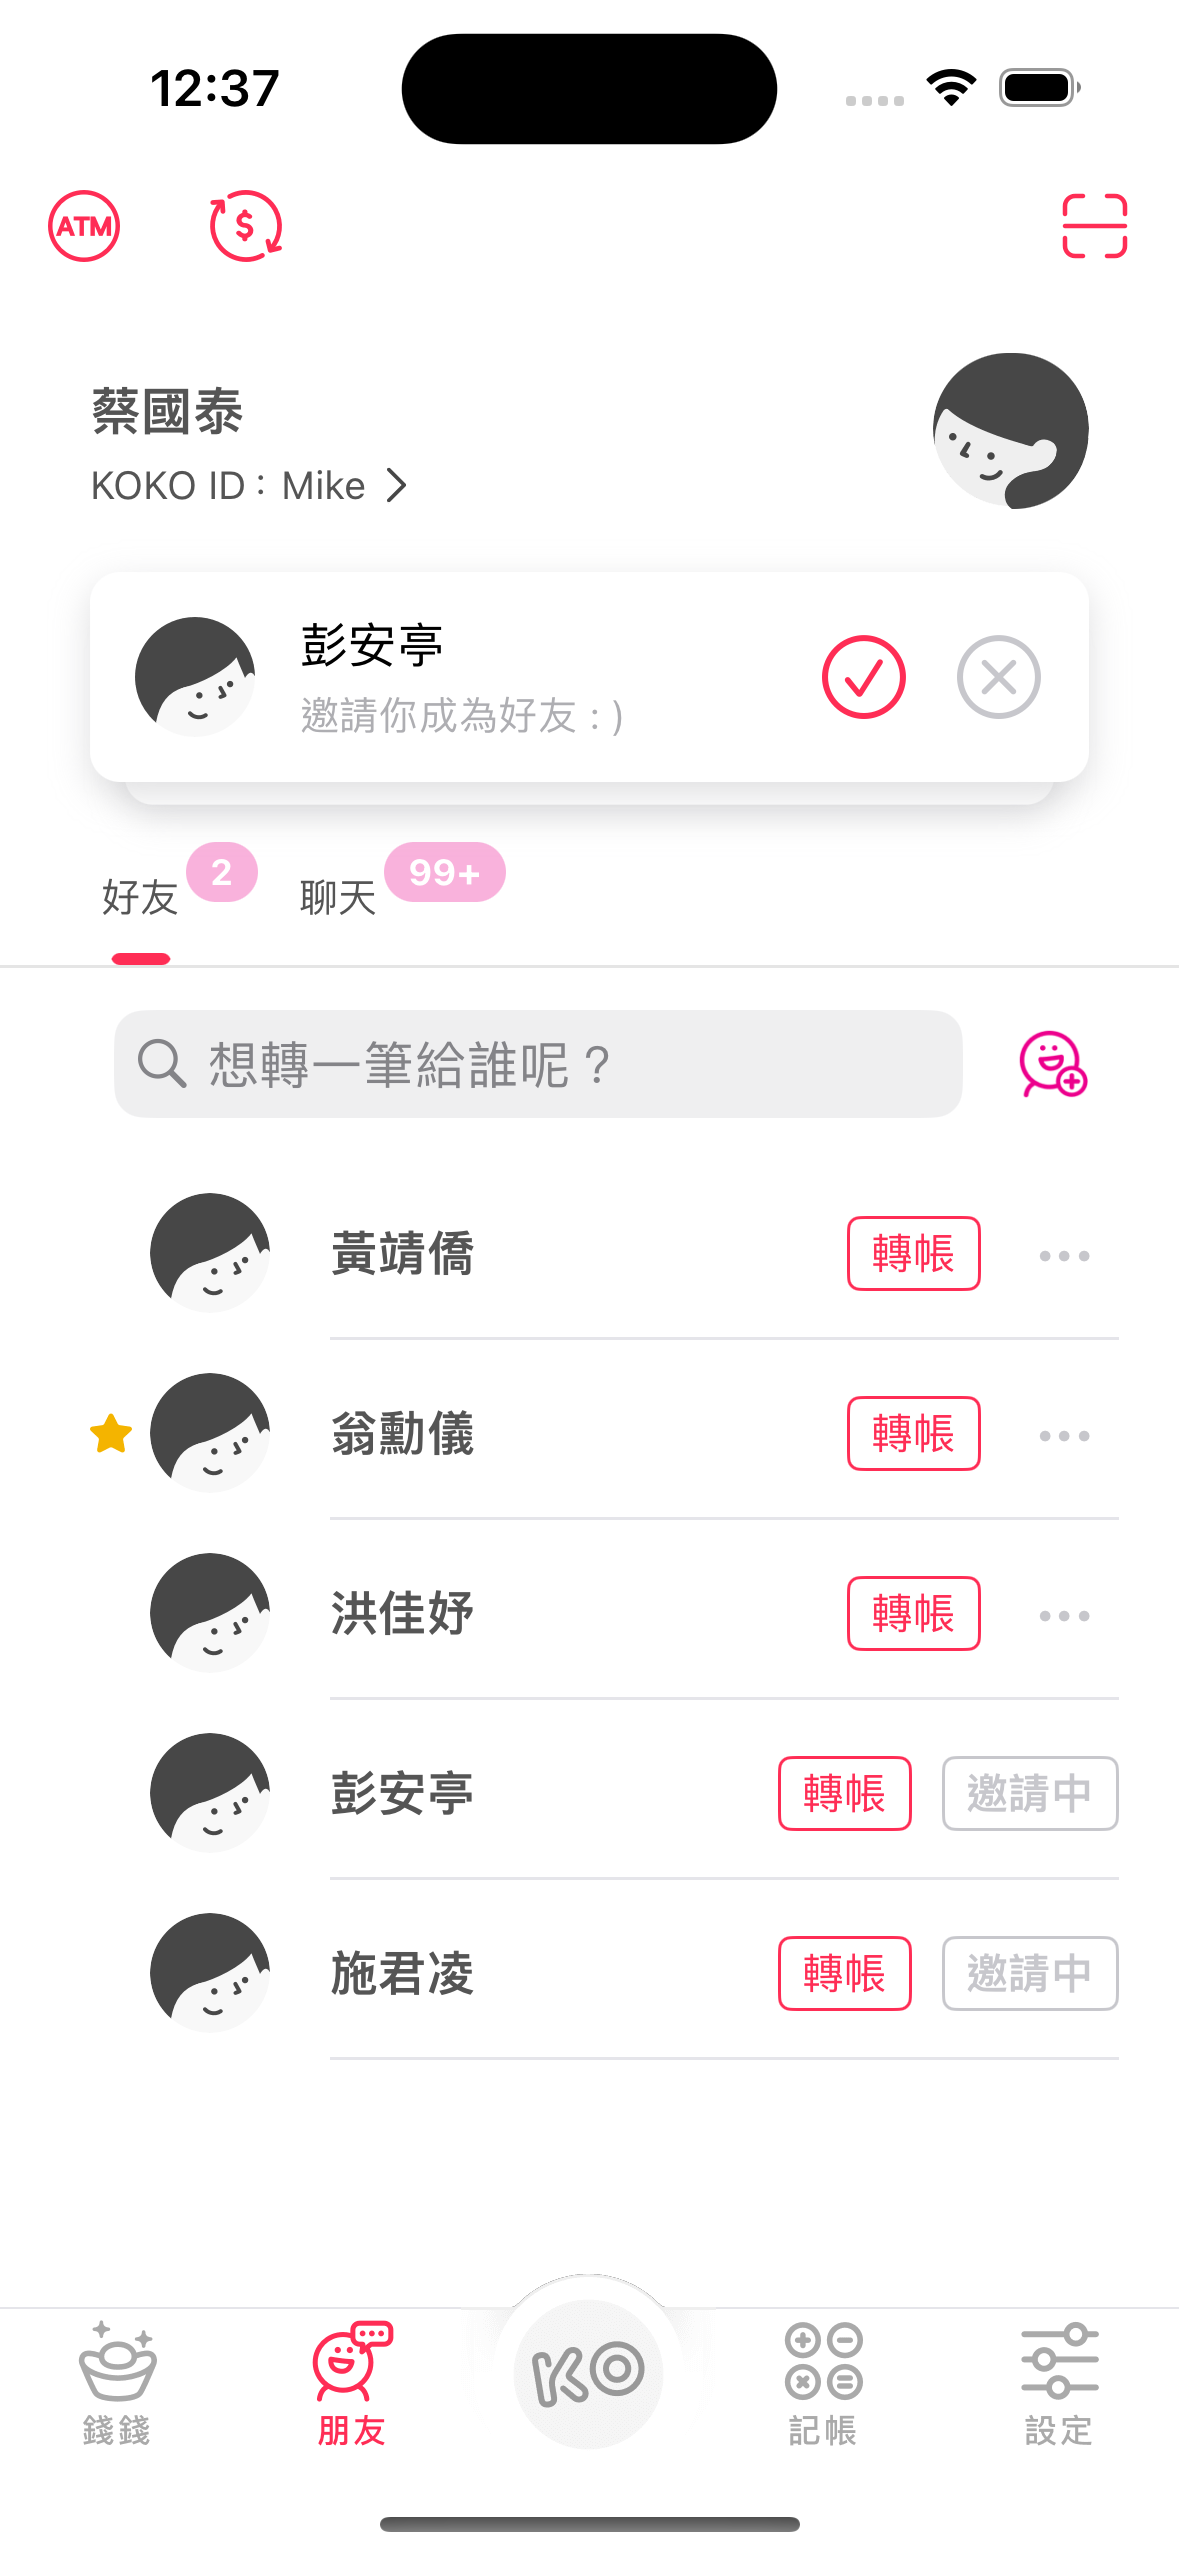 12:37
ATM
$
蔡國泰
KOKO ID : Mike
彭安亭
邀請你成為好友 : )
好友 2 聊天 99+
想轉一筆給誰呢？
黃靖僑 轉帳
翁勳儀 轉帳
洪佳妤 轉帳
彭安亭 轉帳 邀請中
施君凌 轉帳 邀請中
KO
錢錢 朋友 記帳 設定